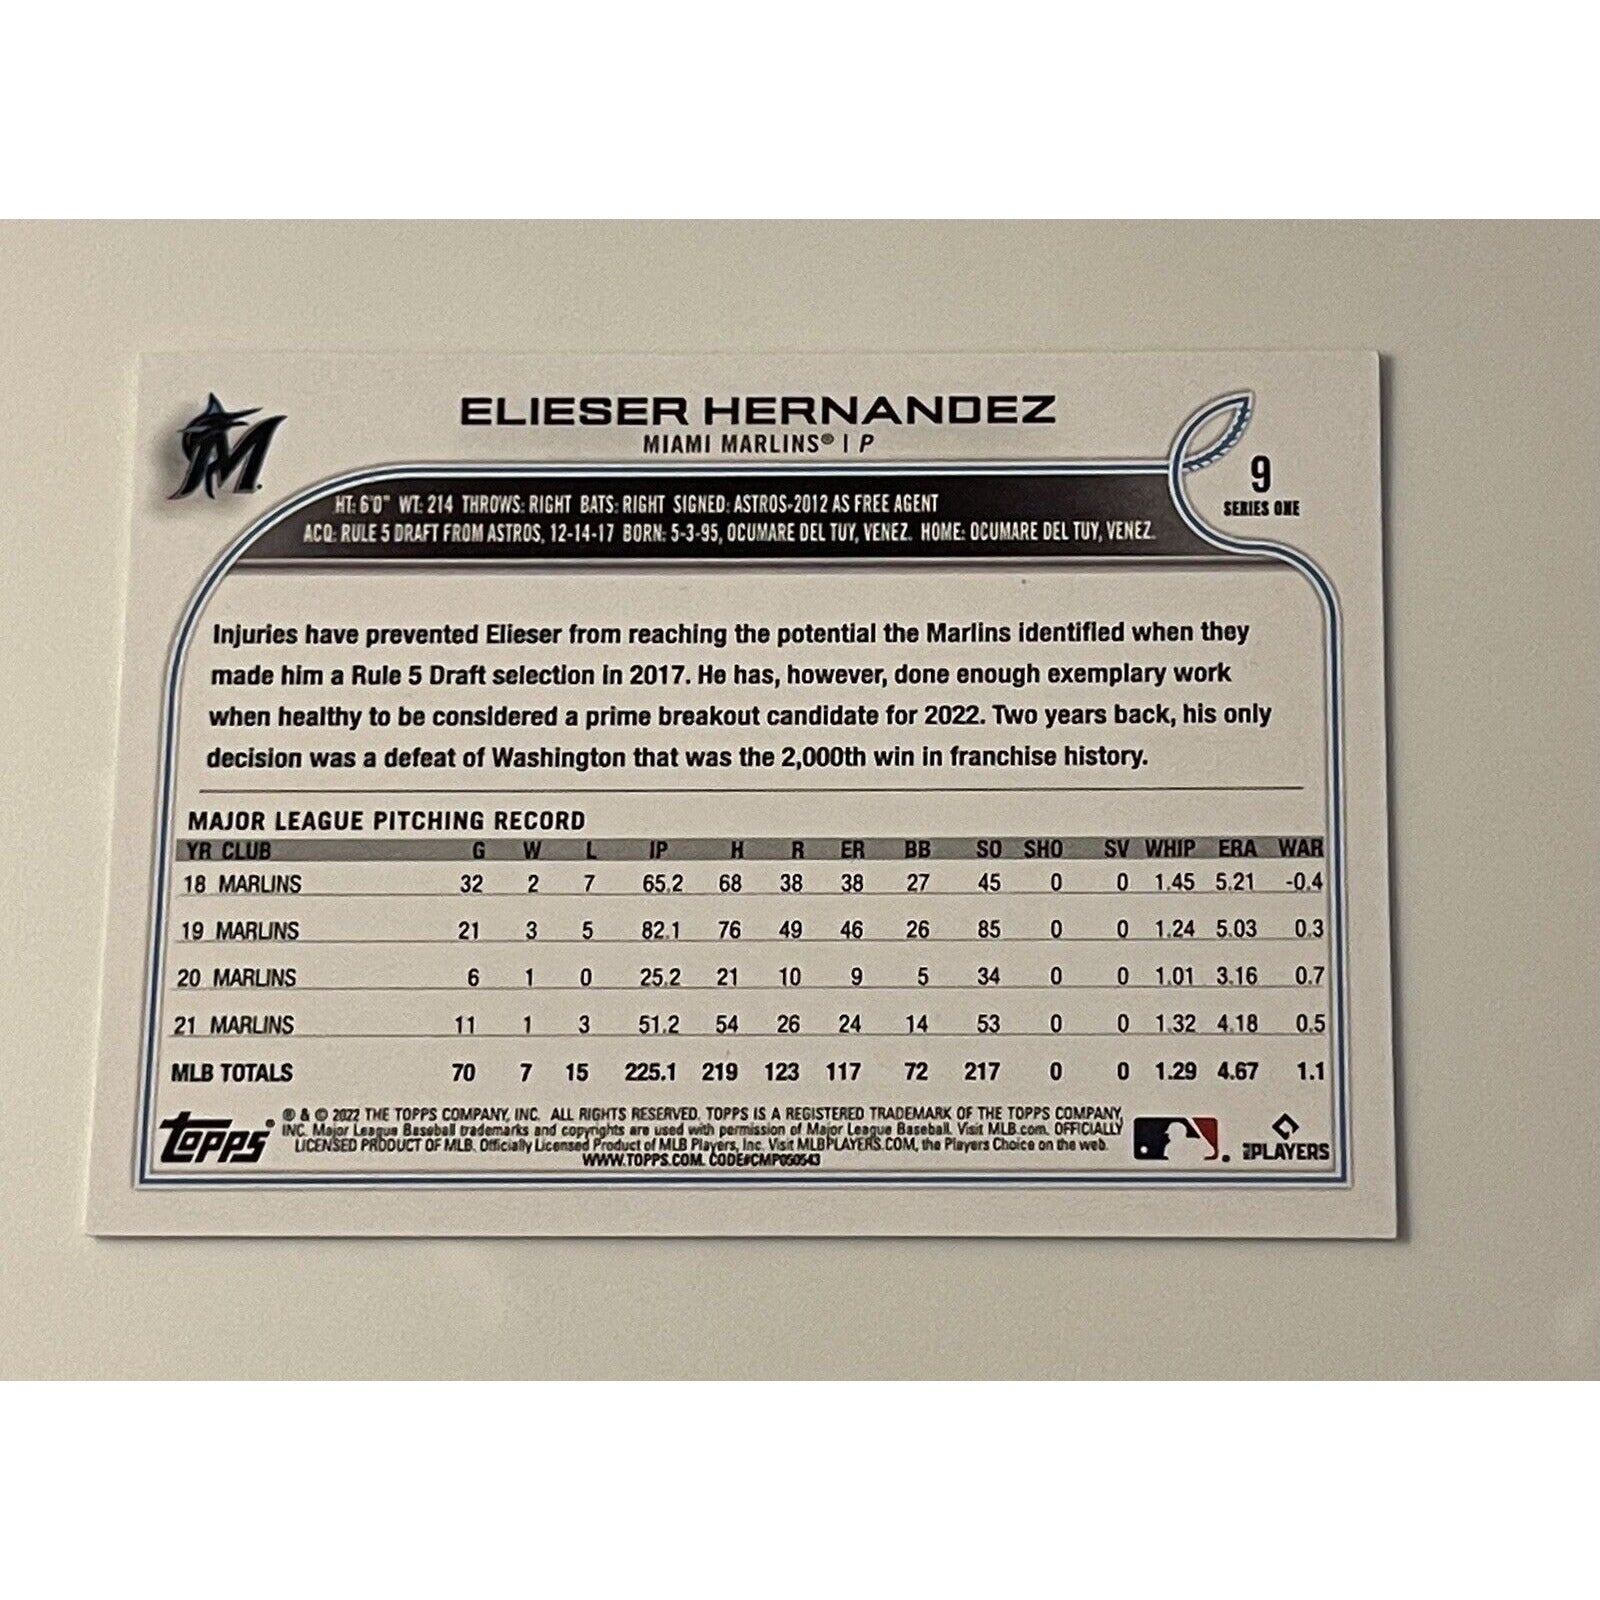 ELIESER HERNANDEZ
MIAMI MARLINS® | P
9
SERIES ONE
HT: 6'0" WT: 214 THROWS: RIGHT BATS: RIGHT SIGNED: ASTROS-2012 AS FREE AGENT
ACQ: RULE 5 DRAFT FROM ASTROS, 12-14-17 BORN: 5-3-95, OCUMARE DEL TUY, VENEZ. HOME: OCUMARE DEL TUY, VENEZ.
Injuries have prevented Elieser from reaching the potential the Marlins identified when they
made him a Rule 5 Draft selection in 2017. He has, however, done enough exemplary work
when healthy to be considered a prime breakout candidate for 2022. Two years back, his only
decision was a defeat of Washington that was the 2,000th win in franchise history.
MAJOR LEAGUE PITCHING RECORD
YR CLUB G W L IP H R ER BB SO SHO SV WHIP ERA WAR
18 MARLINS 32 2 7 65.2 68 38 38 27 45 0 0 1.45 5.21 -0.4
19 MARLINS 21 3 5 82.1 76 49 46 26 85 0 0 1.24 5.03 0.3
20 MARLINS 6 1 0 25.2 21 10 9 5 34 0 0 1.01 3.16 0.7
21 MARLINS 11 1 3 51.2 54 26 24 14 53 0 0 1.32 4.18 0.5
MLB TOTALS 70 7 15 225.1 219 123 117 72 217 0 0 1.29 4.67 1.1
topps®
® & © 2022 THE TOPPS COMPANY, INC. ALL RIGHTS RESERVED. TOPPS IS A REGISTERED TRADEMARK OF THE TOPPS COMPANY,
INC. Major League Baseball trademarks and copyrights are used with permission of Major League Baseball. Visit MLB.com. OFFICIALLY
LICENSED PRODUCT OF MLB. Officially Licensed Product of MLB Players, Inc. Visit MLBPLAYERS.COM, the Players Choice on the web.
WWW.TOPPS.COM. CODE#CMP050543
MLBPLAYERS